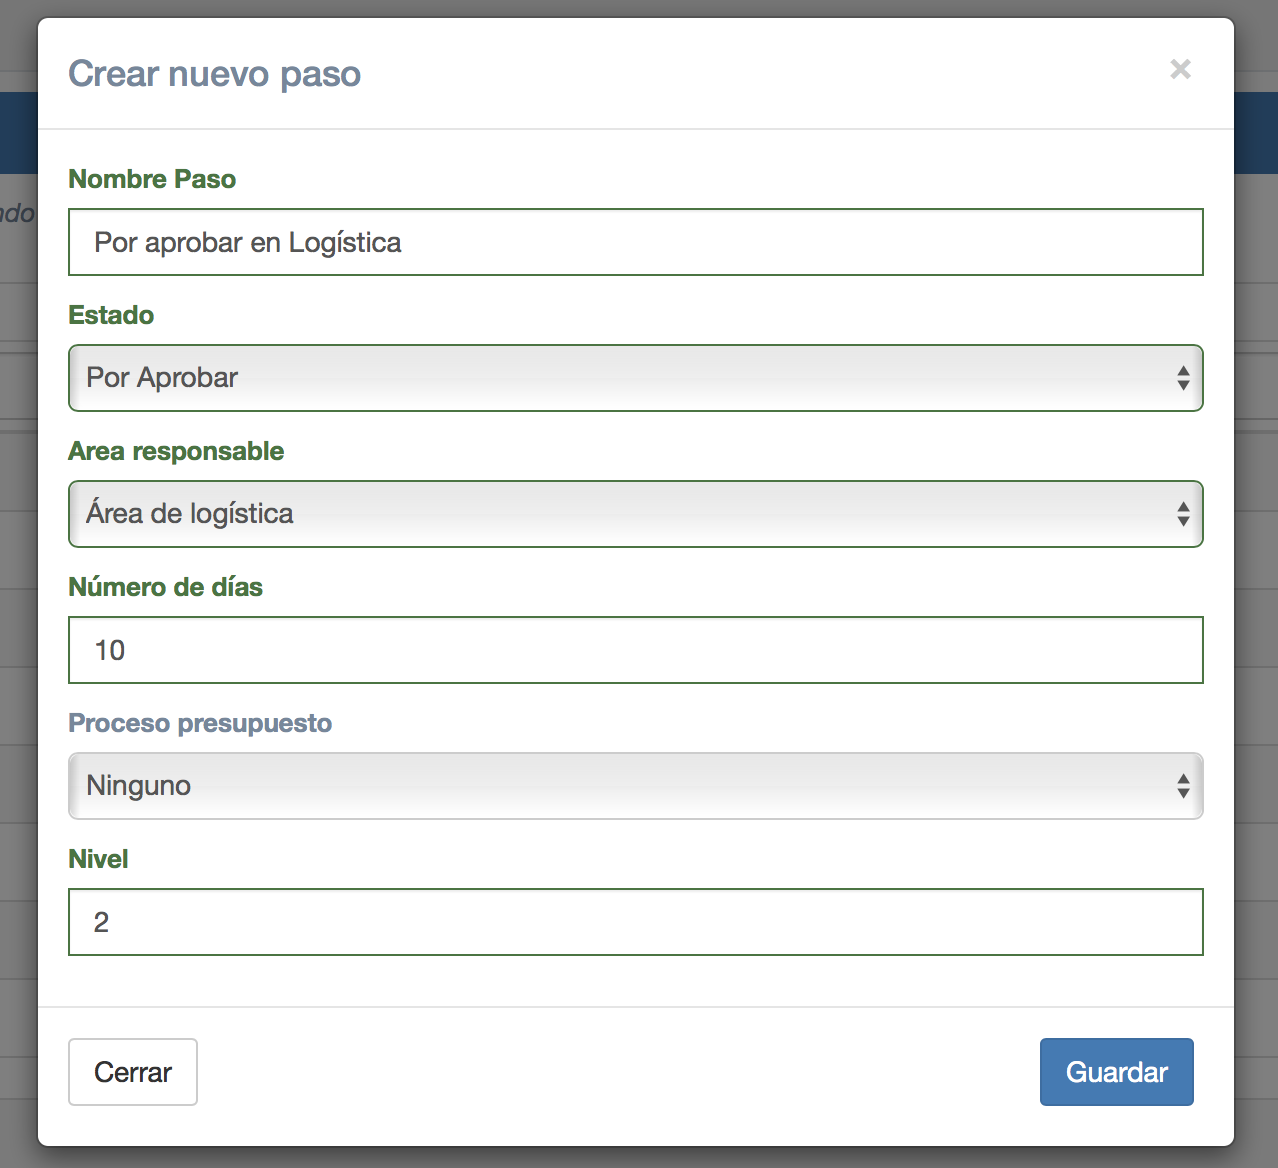 Crear nuevo paso
×
Nombre Paso
Por aprobar en Logística
Estado
Por Aprobar
Area responsable
Área de logística
Número de días
10
Proceso presupuesto
Ninguno
Nivel
2
Cerrar
Guardar